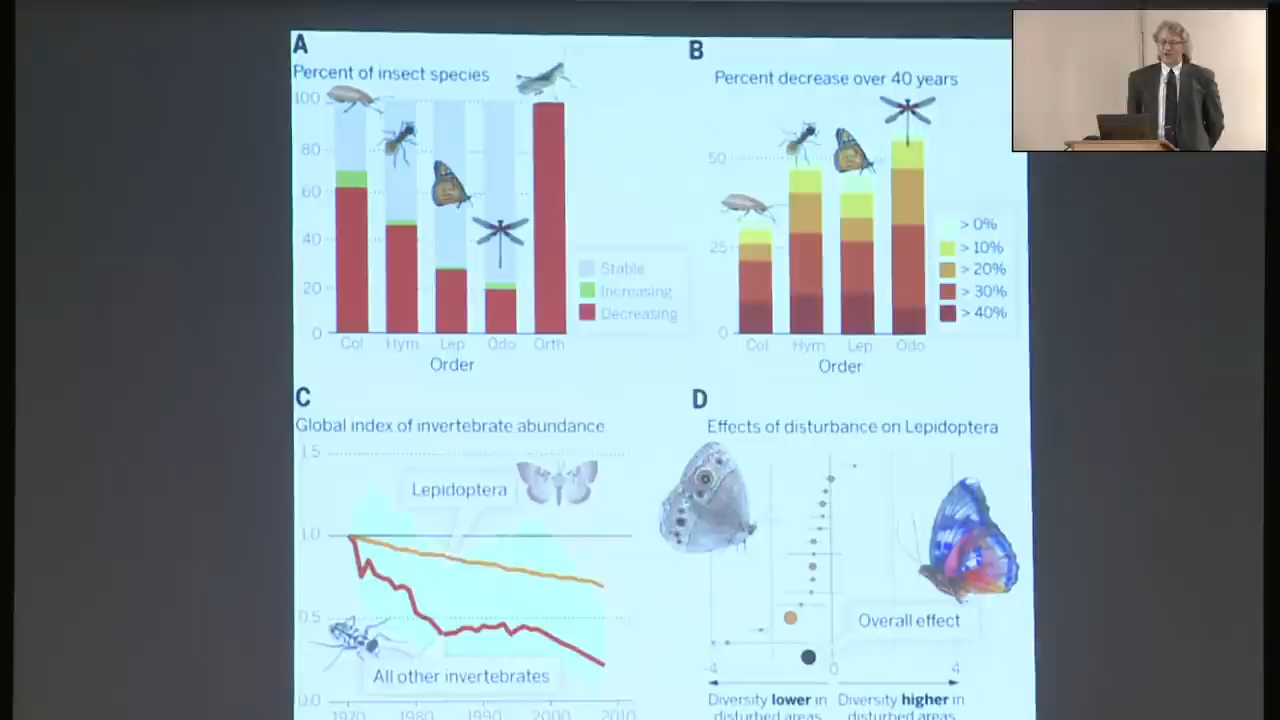 A
Percent of insect species
100
80
60
40
20
0
Col Hym Lep Odo Orth
Order
Stable
Increasing
Decreasing
B
Percent decrease over 40 years
50
25
0
Col Hym Lep Odo
Order
> 0%
> 10%
> 20%
> 30%
> 40%
C
Global index of invertebrate abundance
1.5
1.0
0.5
0.0
Lepidoptera
All other invertebrates
1970 1980 1990 2000 2010
D
Effects of disturbance on Lepidoptera
Overall effect
-4 0 4
Diversity lower in
disturbed areas
Diversity higher in
disturbed areas